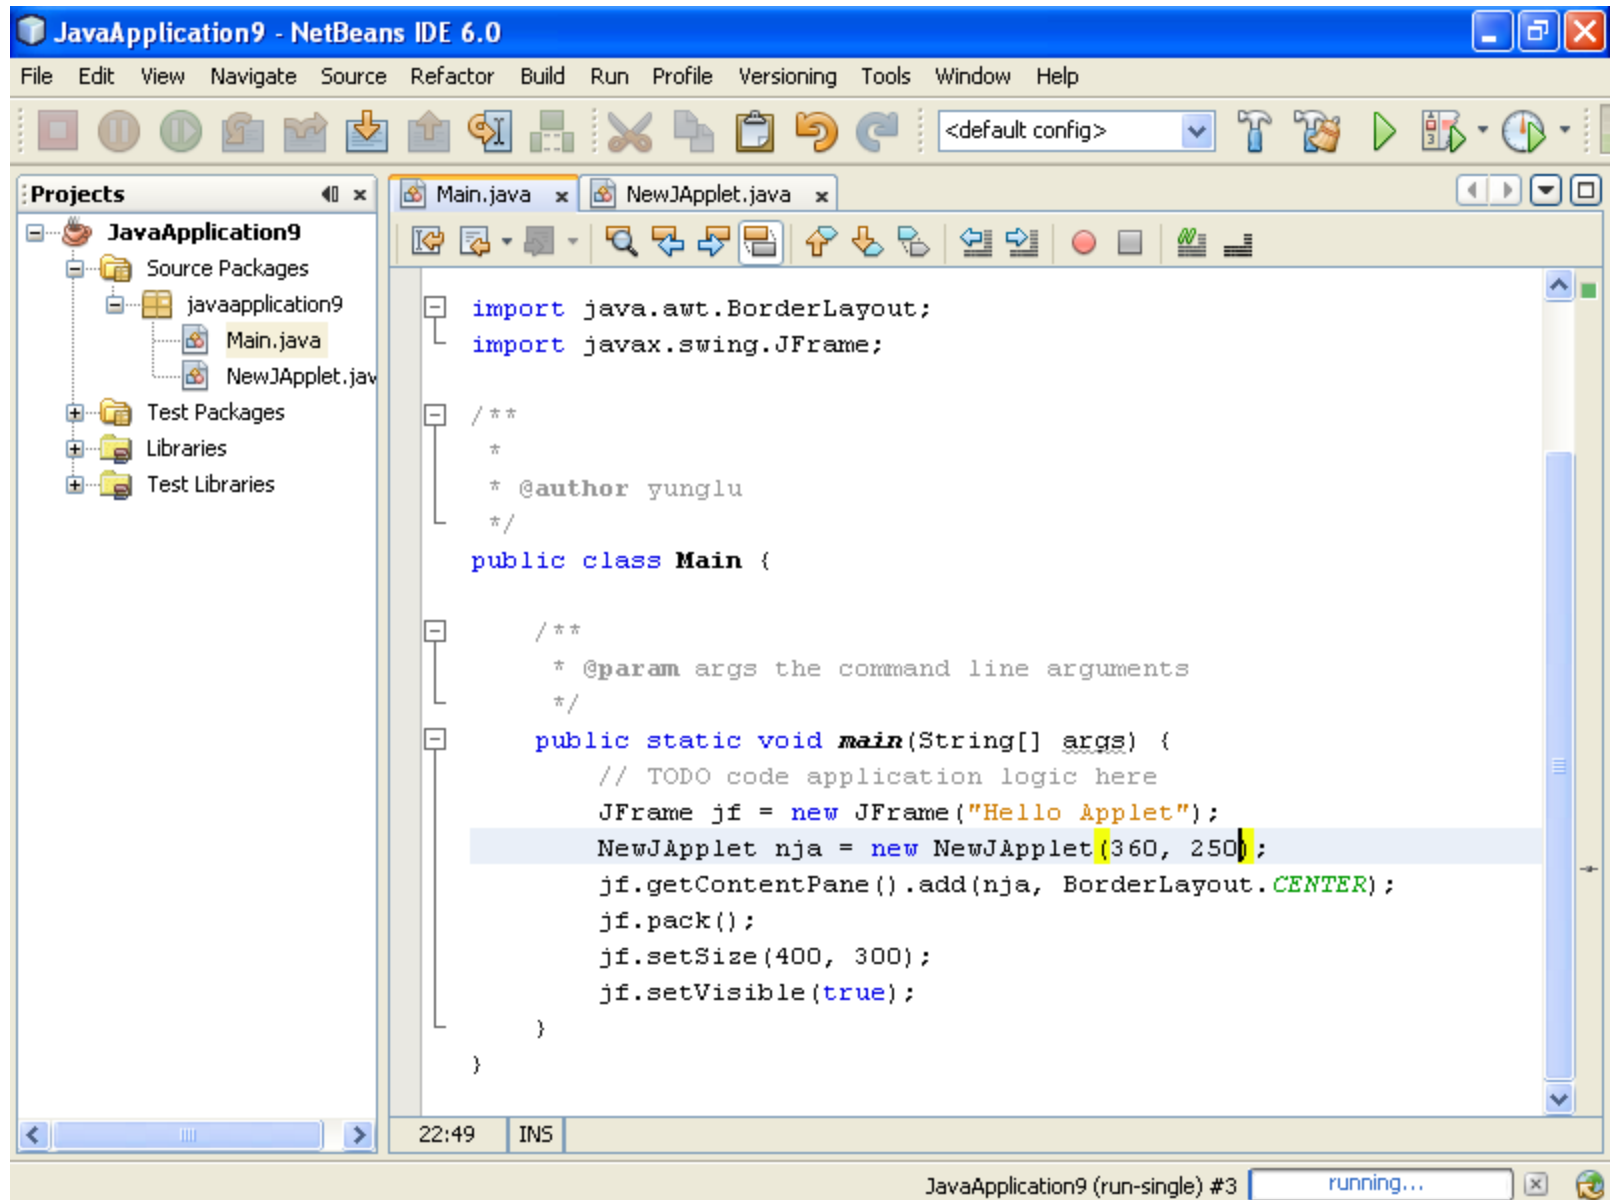 JavaApplication9 - NetBeans IDE 6.0
File Edit View Navigate Source Refactor Build Run Profile Versioning Tools Window Help
<default config>
Projects
Main.java
NewJApplet.java
JavaApplication9
Source Packages
javaapplication9
Main.java
NewJApplet.jav
Test Packages
Libraries
Test Libraries
import java.awt.BorderLayout;
import javax.swing.JFrame;
/**
*
* @author yunglu
*/
public class Main {
/**
* @param args the command line arguments
*/
public static void main(String[] args) {
// TODO code application logic here
JFrame jf = new JFrame("Hello Applet");
NewJApplet nja = new NewJApplet(360, 250);
jf.getContentPane().add(nja, BorderLayout.CENTER);
jf.pack();
jf.setSize(400, 300);
jf.setVisible(true);
}
}
22:49 INS
JavaApplication9 (run-single) #3 running...